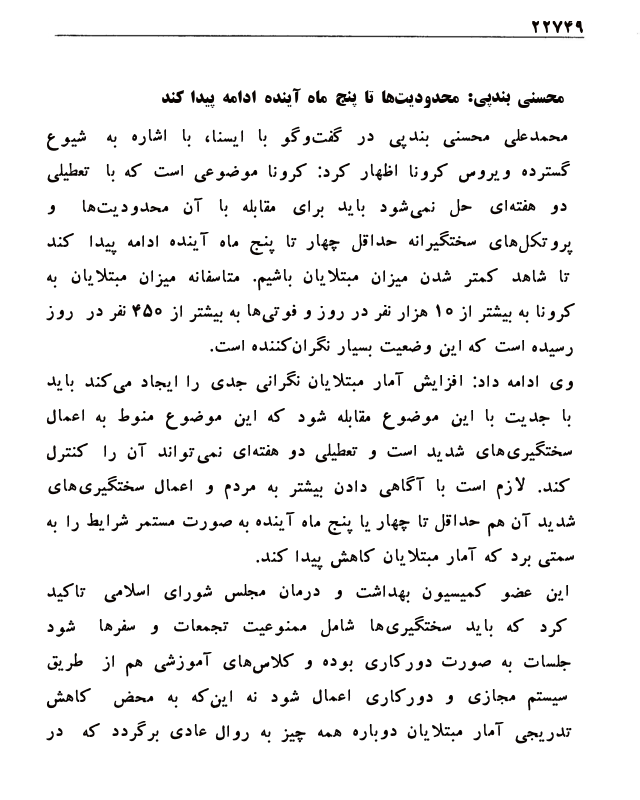 ۲۲۷۴۹
محسنی بندپی: محدودیت‌ها تا پنج ماه آینده ادامه پیدا کند
محمدعلی محسنی بندپی در گفت‌وگو با ایسنا، با اشاره به شیوع
گسترده ویروس کرونا اظهار کرد: کرونا موضوعی است که با تعطیلی
دو هفته‌ای حل نمی‌شود باید برای مقابله با آن محدودیت‌ها و
پروتکل‌های سختگیرانه حداقل چهار تا پنج ماه آینده ادامه پیدا کند
تا شاهد کمتر شدن میزان مبتلایان باشیم. متاسفانه میزان مبتلایان به
کرونا به بیشتر از ۱۰ هزار نفر در روز و فوتی‌ها به بیشتر از ۴۵۰ نفر در روز
رسیده است که این وضعیت بسیار نگران‌کننده است.
وی ادامه داد: افزایش آمار مبتلایان نگرانی جدی را ایجاد می‌کند باید
با جدیت با این موضوع مقابله شود که این موضوع منوط به اعمال
سختگیری‌های شدید است و تعطیلی دو هفته‌ای نمی‌تواند آن را کنترل
کند. لازم است با آگاهی دادن بیشتر به مردم و اعمال سختگیری‌های
شدید آن هم حداقل تا چهار یا پنج ماه آینده به صورت مستمر شرایط را به
سمتی برد که آمار مبتلایان کاهش پیدا کند.
این عضو کمیسیون بهداشت و درمان مجلس شورای اسلامی تاکید
کرد که باید سختگیری‌ها شامل ممنوعیت تجمعات و سفرها شود
جلسات به صورت دورکاری بوده و کلاس‌های آموزشی هم از طریق
سیستم مجازی و دورکاری اعمال شود نه این‌که به محض کاهش
تدریجی آمار مبتلایان دوباره همه چیز به روال عادی برگردد که در